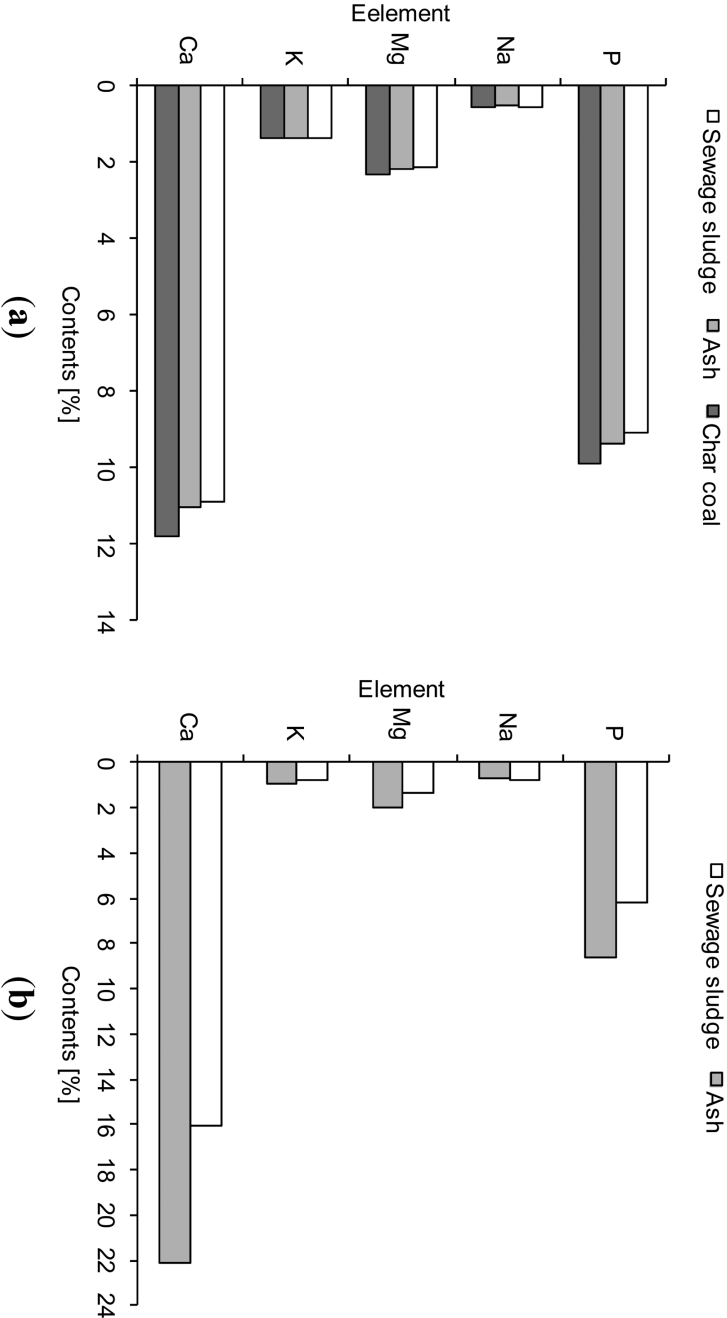 Sewage sludge Ash Char coal
Eelement
P
Na
Mg
K
Ca
0 2 4 6 8 10 12 14
Contents [%]
(a)
Sewage sludge Ash
Element
P
Na
Mg
K
Ca
0 2 4 6 8 10 12 14 16 18 20 22 24
Contents [%]
(b)